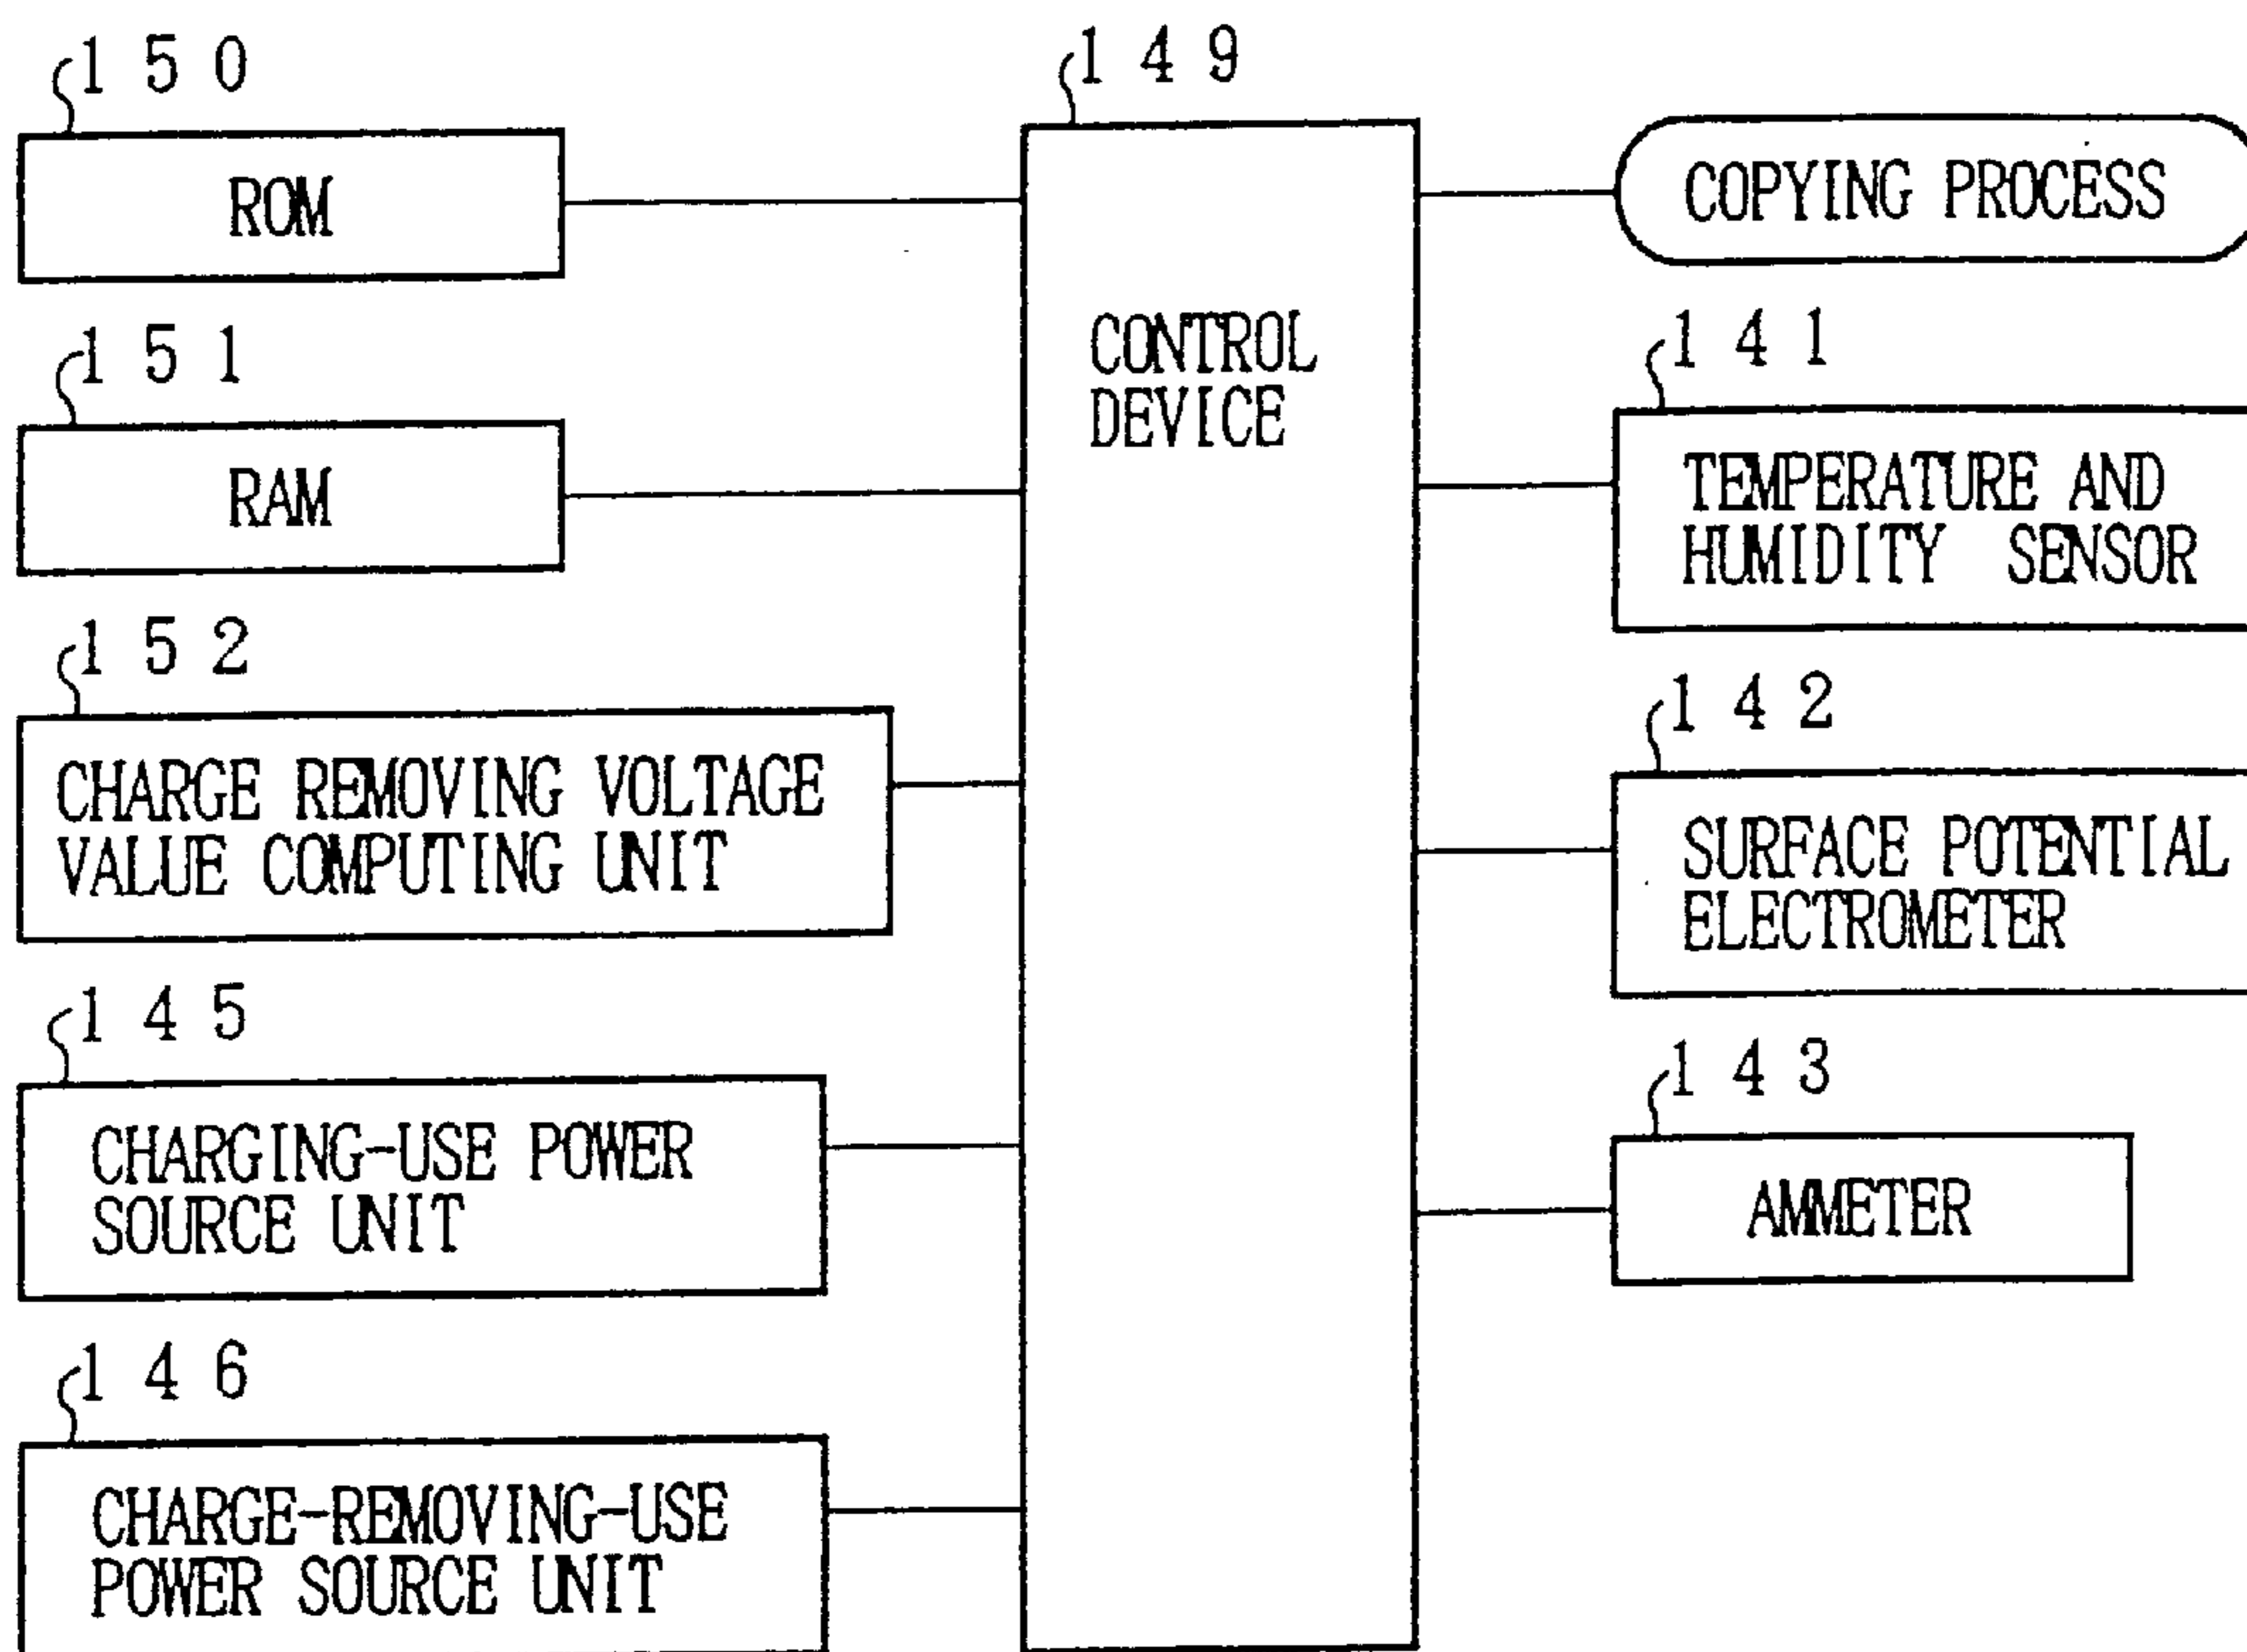 150
ROM
151
RAM
152
CHARGE REMOVING VOLTAGE
VALUE COMPUTING UNIT
145
CHARGING-USE POWER
SOURCE UNIT
146
CHARGE-REMOVING-USE
POWER SOURCE UNIT
149
CONTROL
DEVICE
COPYING PROCESS
141
TEMPERATURE AND
HUMIDITY SENSOR
142
SURFACE POTENTIAL
ELECTROMETER
143
AMMETER